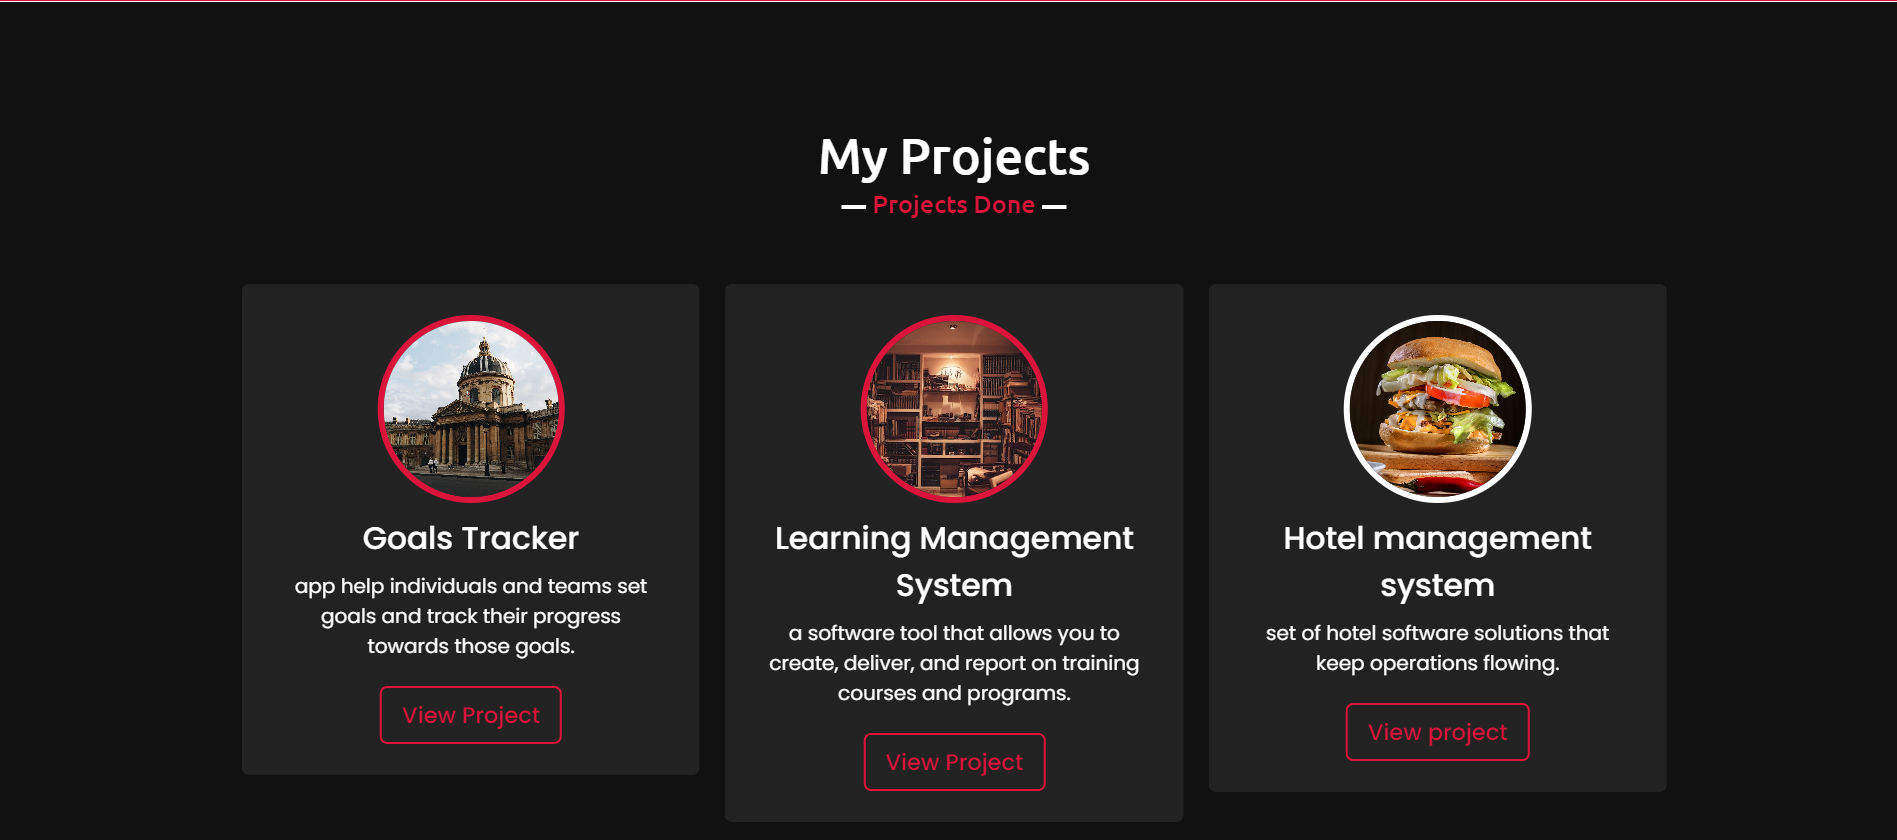 My Projects
Projects Done
Goals Tracker
app help individuals and teams set
goals and track their progress
towards those goals.
View Project
Learning Management
System
a software tool that allows you to
create, deliver, and report on training
courses and programs.
View Project
Hotel management
system
set of hotel software solutions that
keep operations flowing.
View project